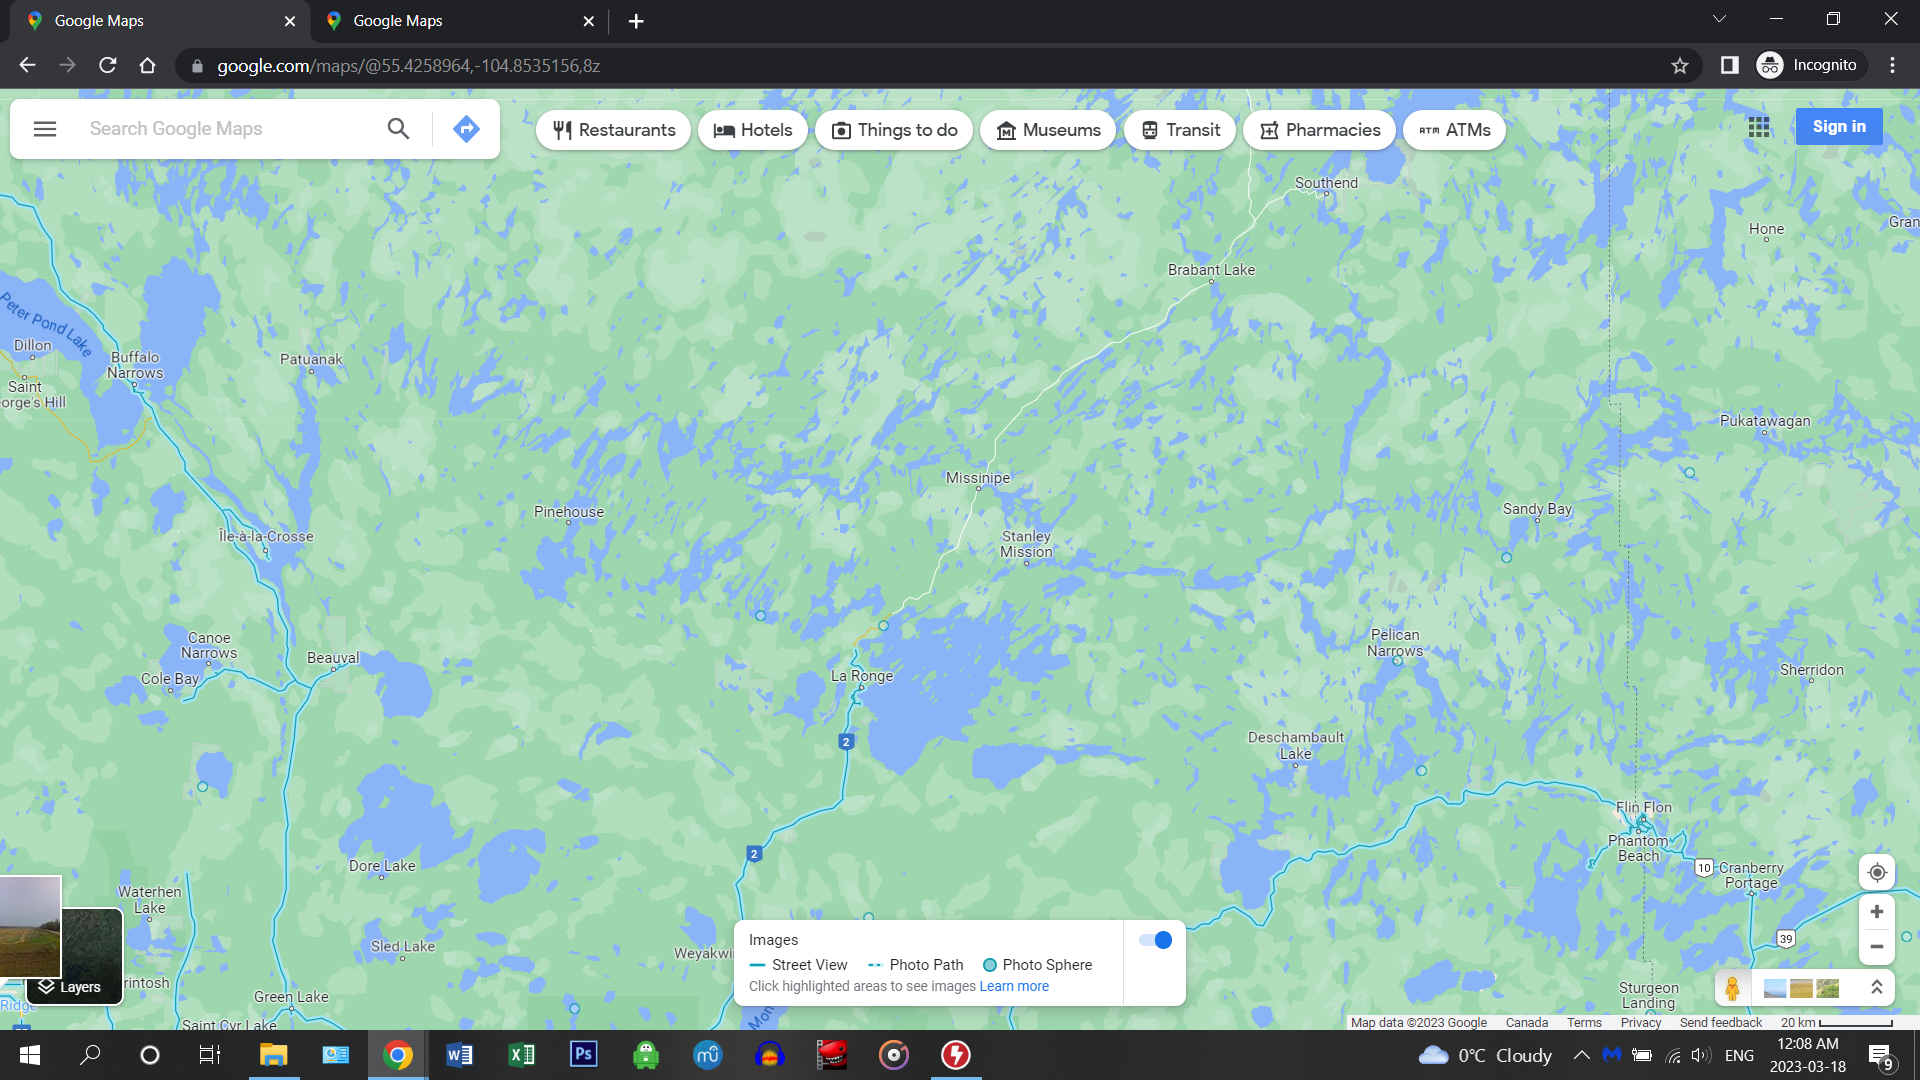 Google Maps
Google Maps
google.com/maps/@55.4258964,-104.8535156,8z
Incognito
Search Google Maps
Restaurants
Hotels
Things to do
Museums
Transit
Pharmacies
ATM ATMs
Sign in
Southend
Gran
Hone
Brabant Lake
Peter Pond Lake
Dillon
Buffalo
Narrows
Patuanak
Saint
orge's Hill
Pukatawagan
Missinipe
Pinehouse
Sandy Bay
Île-à-la-Crosse
Stanley
Mission
Canoe
Narrows
Pelican
Narrows
Beauval
Cole Bay
La Ronge
Sherridon
2
Deschambault
Lake
Flin Flon
Phantom
Beach
2
10
Cranberry
Portage
Dore Lake
Waterhen
Lake
Sled Lake
Weyakwi
39
Images
Street View
Photo Path
Photo Sphere
Click highlighted areas to see images Learn more
Layers
rintosh
Green Lake
Ridge
Saint Cyr Lake
Mon
Sturgeon
Landing
Map data ©2023 Google
Canada
Terms
Privacy
Send feedback
20 km
W
X
Ps
0°C Cloudy
ENG
12:08 AM
2023-03-18
9